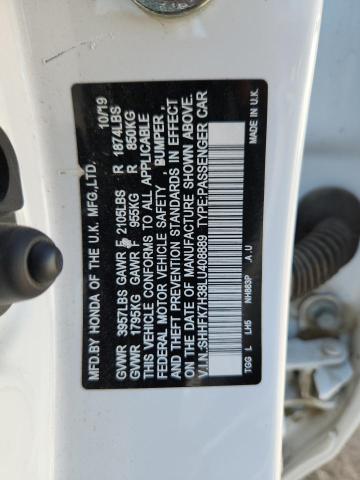 MFD.BY HONDA OF THE U.K. MFG.,LTD. 10/19
GVWR 3957LBS GAWR F 2105LBS R 1874LBS
GVWR 1795KG GAWR F 955KG R 850KG
THIS VEHICLE CONFORMS TO ALL APPLICABLE
FEDERAL MOTOR VEHICLE SAFETY , BUMPER ,
AND THEFT PREVENTION STANDARDS IN EFFECT
ON THE DATE OF MANUFACTURE SHOWN ABOVE.
V.I.N.:SHHFK7H38LU408889 TYPE:PASSENGER CAR
MADE IN U.K.
TGG L LH5 NH883P .A .U